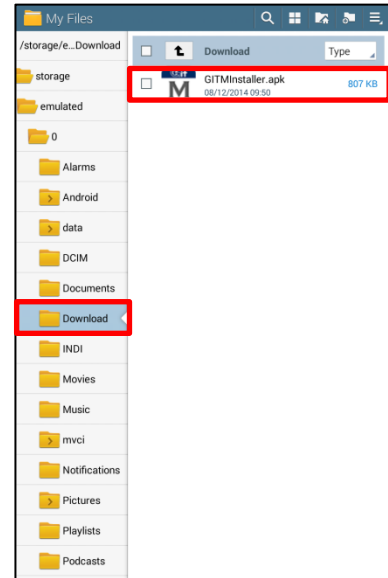 My Files
/storage/e...Download
Download
Type
storage
GITMInstaller.apk
807 KB
08/12/2014 09:50
emulated
0
Alarms
Android
data
DCIM
Documents
Download
INDI
Movies
Music
mvci
Notifications
Pictures
Playlists
Podcasts